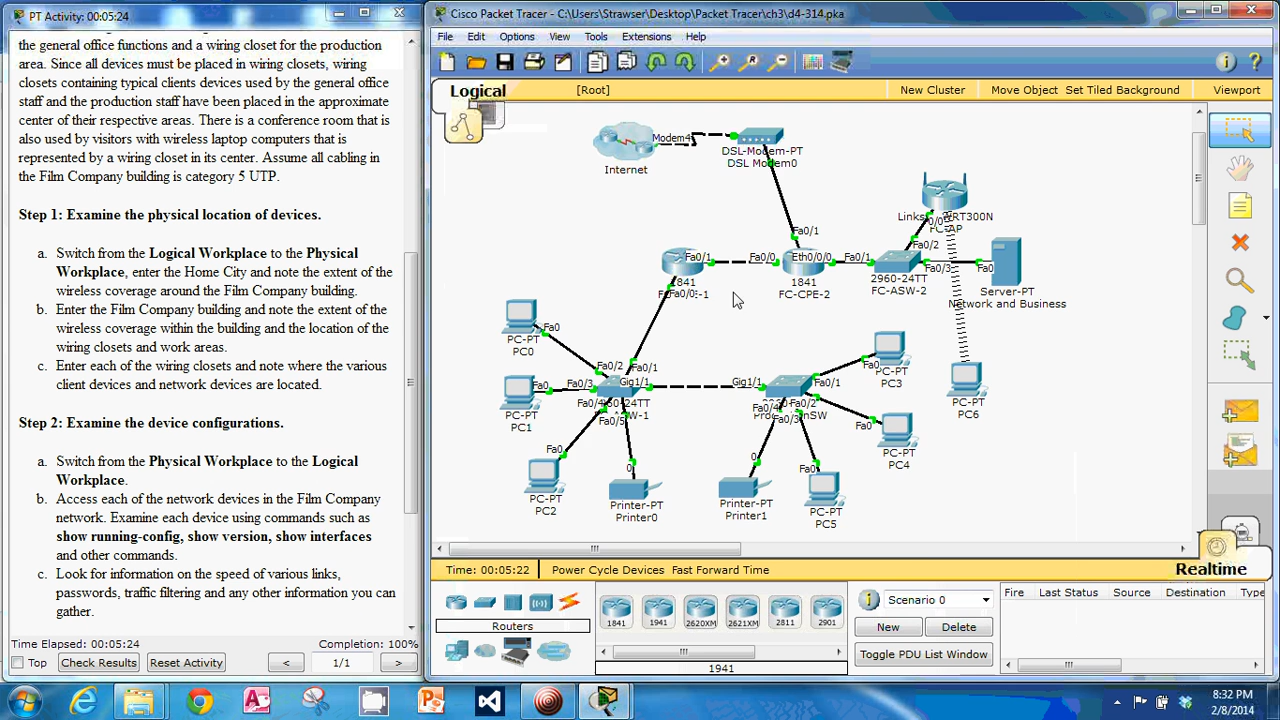 PT Activity: 00:05:24
the general office functions and a wiring closet for the production
area. Since all devices must be placed in wiring closets, wiring
closets containing typical clients devices used by the general office
staff and the production staff have been placed in the approximate
center of their respective areas. There is a conference room that is
also used by visitors with wireless laptop computers that is
represented by a wiring closet in its center. Assume all cabling in
the Film Company building is category 5 UTP.
Step 1: Examine the physical location of devices.
a. Switch from the Logical Workplace to the Physical
Workplace, enter the Home City and note the extent of the
wireless coverage around the Film Company building.
b. Enter the Film Company building and note the extent of the
wireless coverage within the building and the location of the
wiring closets and work areas.
c. Enter each of the wiring closets and note where the various
client devices and network devices are located.
Step 2: Examine the device configurations.
a. Switch from the Physical Workplace to the Logical
Workplace.
b. Access each of the network devices in the Film Company
network. Examine each device using commands such as
show running-config, show version, show interfaces
and other commands.
c. Look for information on the speed of various links,
passwords, traffic filtering and any other information you can
gather.
Time Elapsed: 00:05:24 Completion: 100%
Top Check Results Reset Activity < 1/1 >
Cisco Packet Tracer - C:\Users\Strawser\Desktop\Packet Tracer\ch3\d4-314.pka
File Edit Options View Tools Extensions Help
Logical [Root] New Cluster Move Object Set Tiled Background Viewport
Modem4
Internet
DSL-Modem-PT
DSL Modem0
Fa0/1
0/0
Fa0/2
Fa0/1 Fa0/0 Eth0/0/0 Fa0/1 Fa0/3 Fa0
1841
Fa0/0
1841
FC-CPE-2
2960-24TT
FC-ASW-2
Server-PT
Network and Business
Fa0
PC-PT
PC0
Fa0/2 Fa0/1
Fa0 Fa0/3 Gig1/1 Gig1/1 Fa0/1
Fa0
PC-PT
PC3
PC-PT
PC1
Fa0/5
Fa0/2
Fa0/3
PC-PT
PC6
Fa0
PC-PT
PC4
Fa0 0 0 Fa0
PC-PT
PC2
Printer-PT
Printer0
Printer-PT
Printer1
PC-PT
PC5
Time: 00:05:22 Power Cycle Devices Fast Forward Time Realtime
Routers
1841 1941 2620XM 2621XM 2811 2901
1941
Scenario 0
New Delete
Toggle PDU List Window
Fire Last Status Source Destination Type
8:32 PM
2/8/2014